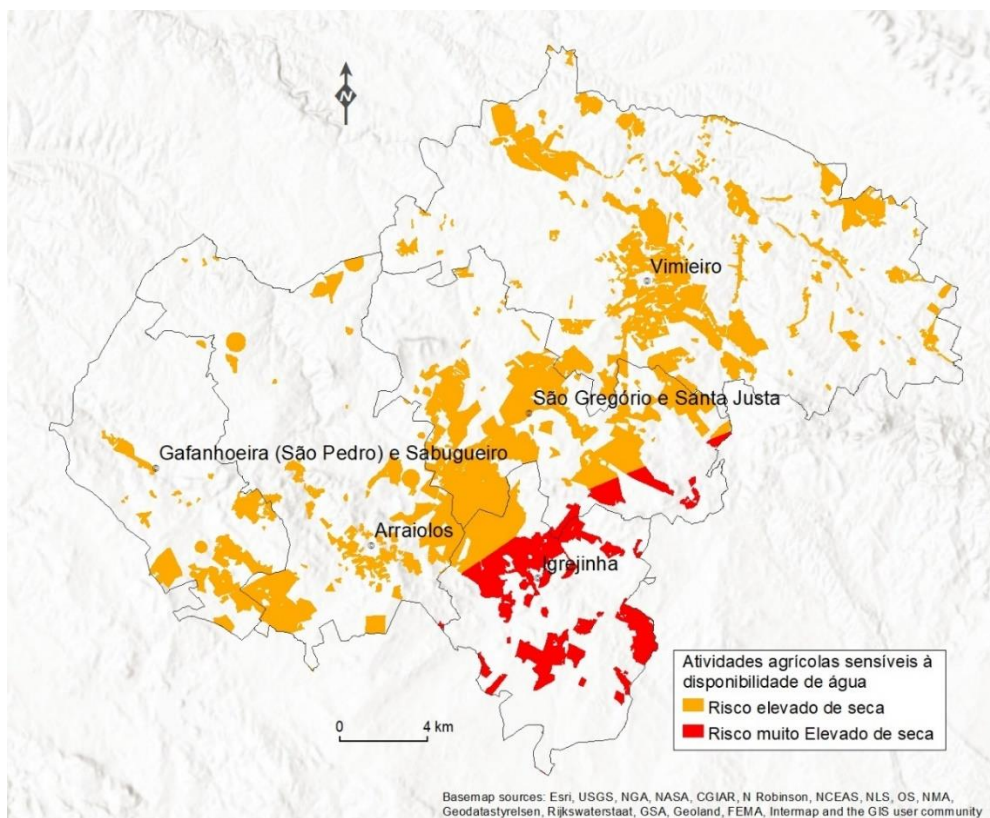 N
Vimieiro
São Gregório e Santa Justa
Gafanhoeira (São Pedro) e Sabugueiro
Arraiolos
Igrejinha
Atividades agrícolas sensíveis à
disponibilidade de água
Risco elevado de seca
Risco muito Elevado de seca
0 4 km
Basemap sources: Esri, USGS, NGA, NASA, CGIAR, N Robinson, NCEAS, NLS, OS, NMA,
Geodatastyrelsen, Rijkswaterstaat, GSA, Geoland, FEMA, Intermap and the GIS user community